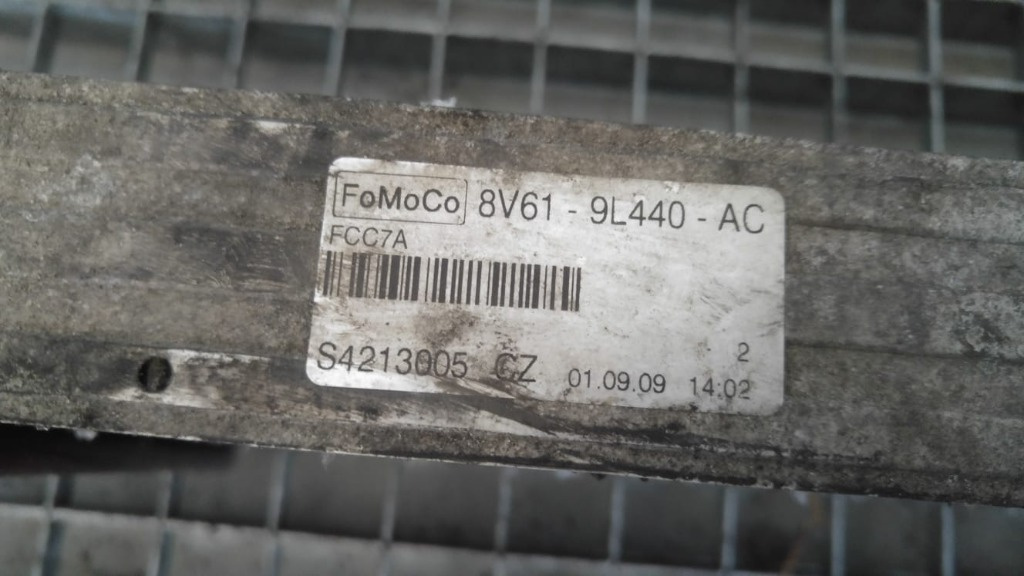 FoMoCo 8V61 - 9L440 - AC
FCC7A
2
S4213005 CZ 01.09.09 14:02